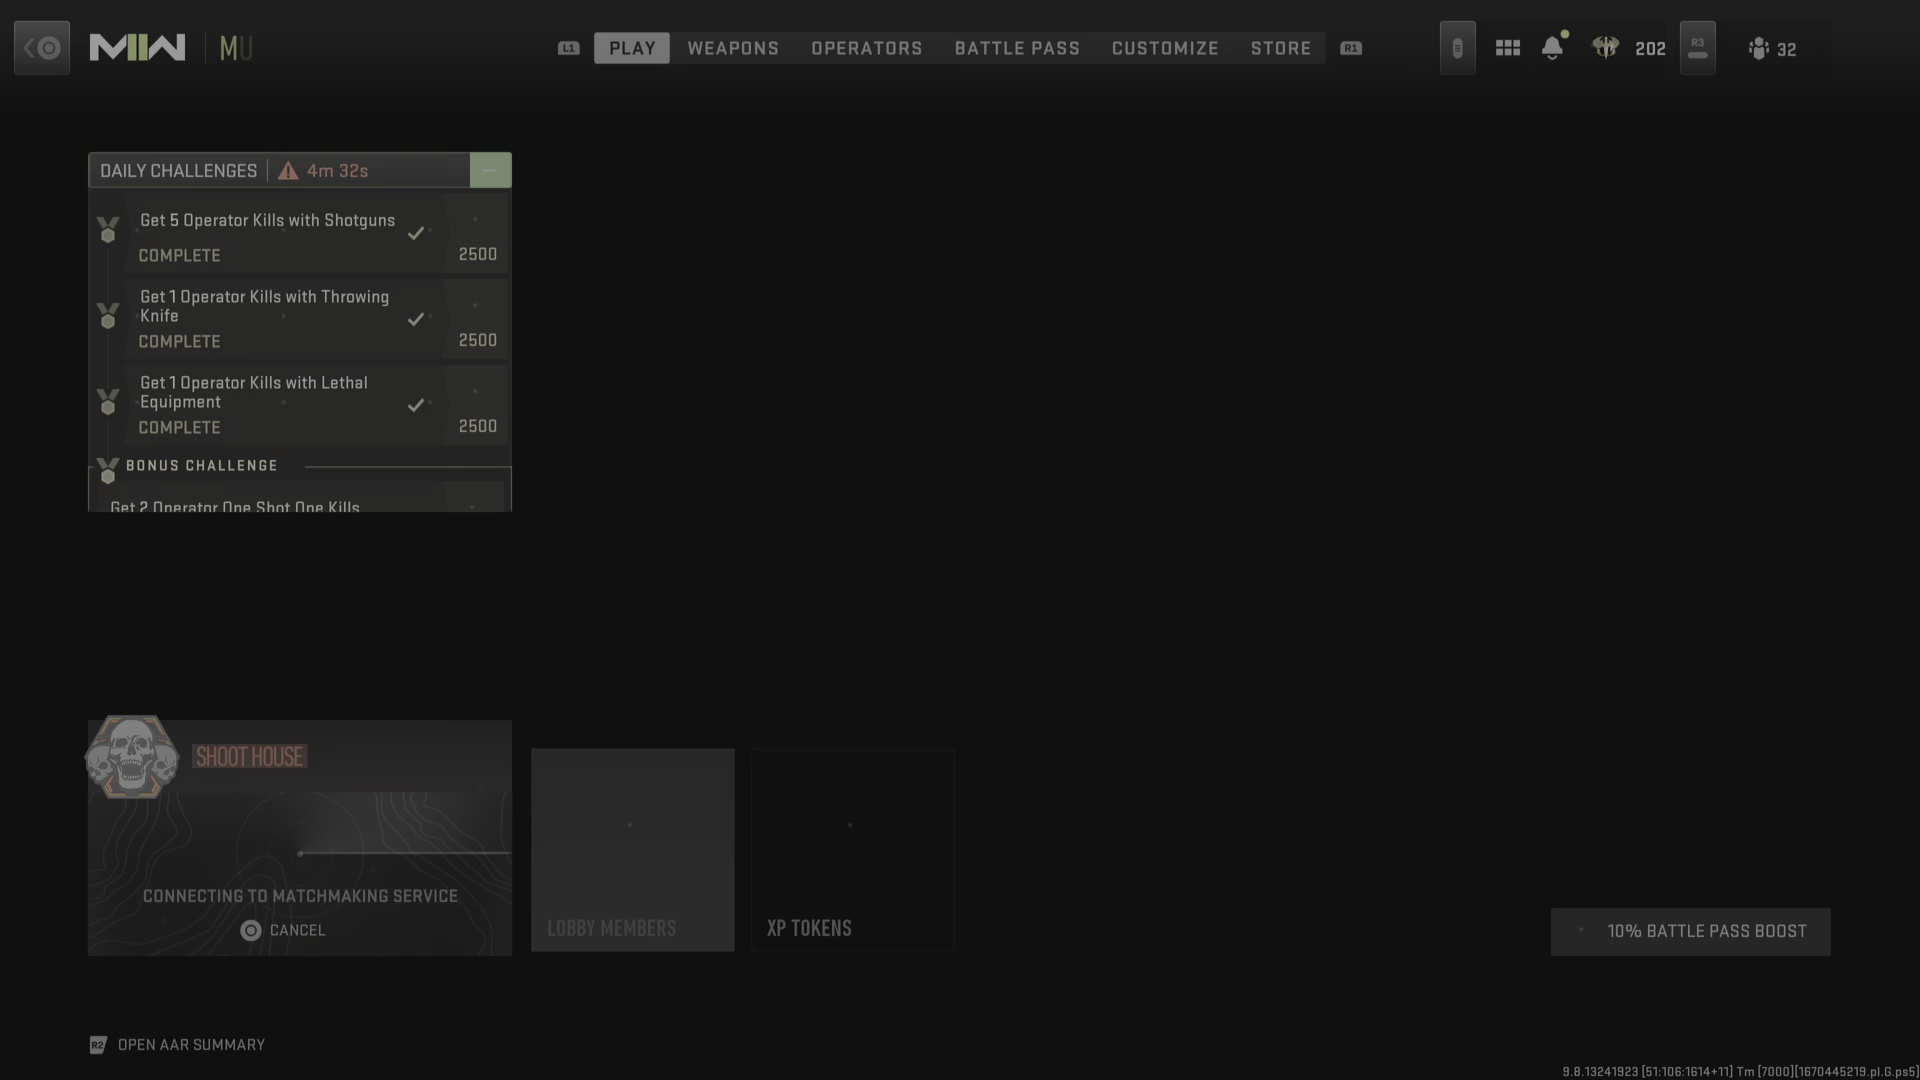 MWII MU
L1 PLAY WEAPONS OPERATORS BATTLE PASS CUSTOMIZE STORE R1
202 R3 32
DAILY CHALLENGES 4m 32s
Get 5 Operator Kills with Shotguns
COMPLETE 2500
Get 1 Operator Kills with Throwing
Knife
COMPLETE 2500
Get 1 Operator Kills with Lethal
Equipment
COMPLETE 2500
BONUS CHALLENGE
Get 2 Operator One Shot One Kills
SHOOT HOUSE
CONNECTING TO MATCHMAKING SERVICE
CANCEL
LOBBY MEMBERS
XP TOKENS
10% BATTLE PASS BOOST
R2 OPEN AAR SUMMARY
9.8.13241923 [51:106:1614+11] Tm [7000][1670445219.pl.G.ps5]